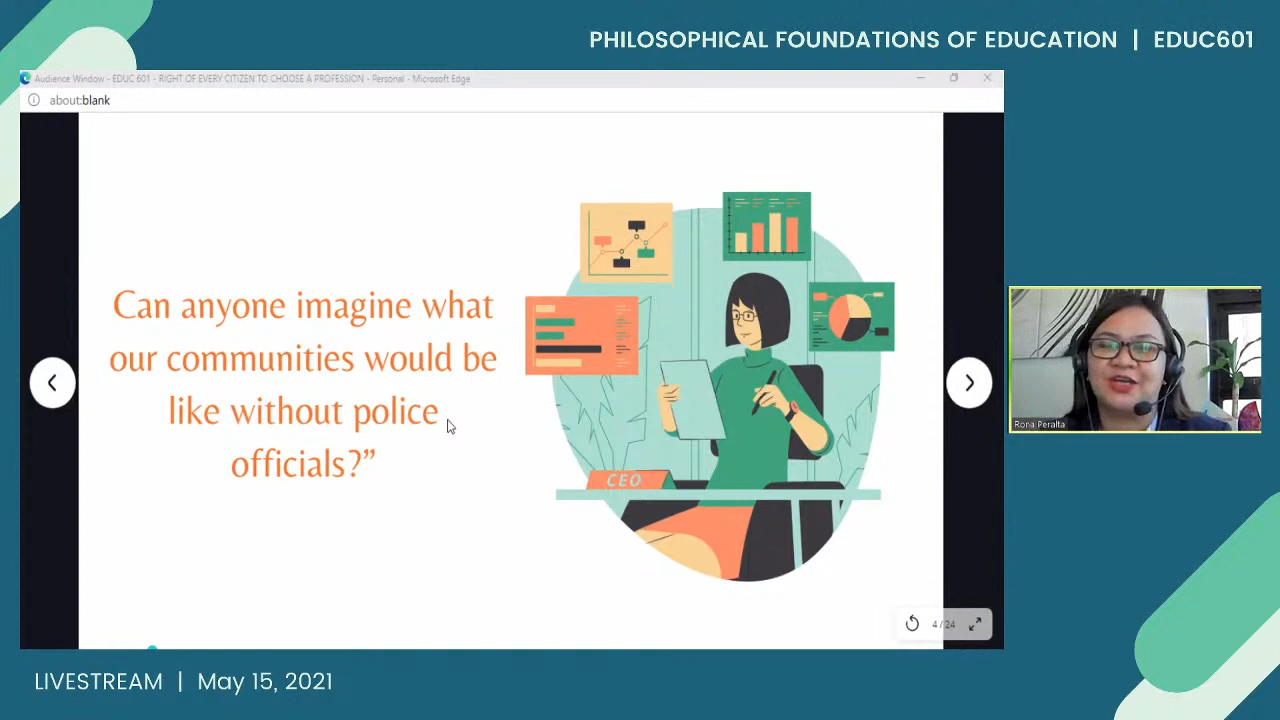 PHILOSOPHICAL FOUNDATIONS OF EDUCATION | EDUC601
Audience Window - EDUC 601 - RIGHT OF EVERY CITIZEN TO CHOOSE A PROFESSION - Personal - Microsoft Edge
about:blank
Can anyone imagine what
our communities would be
like without police
officials?”
CEO
Rona Peralta
4 / 24
LIVESTREAM | May 15, 2021